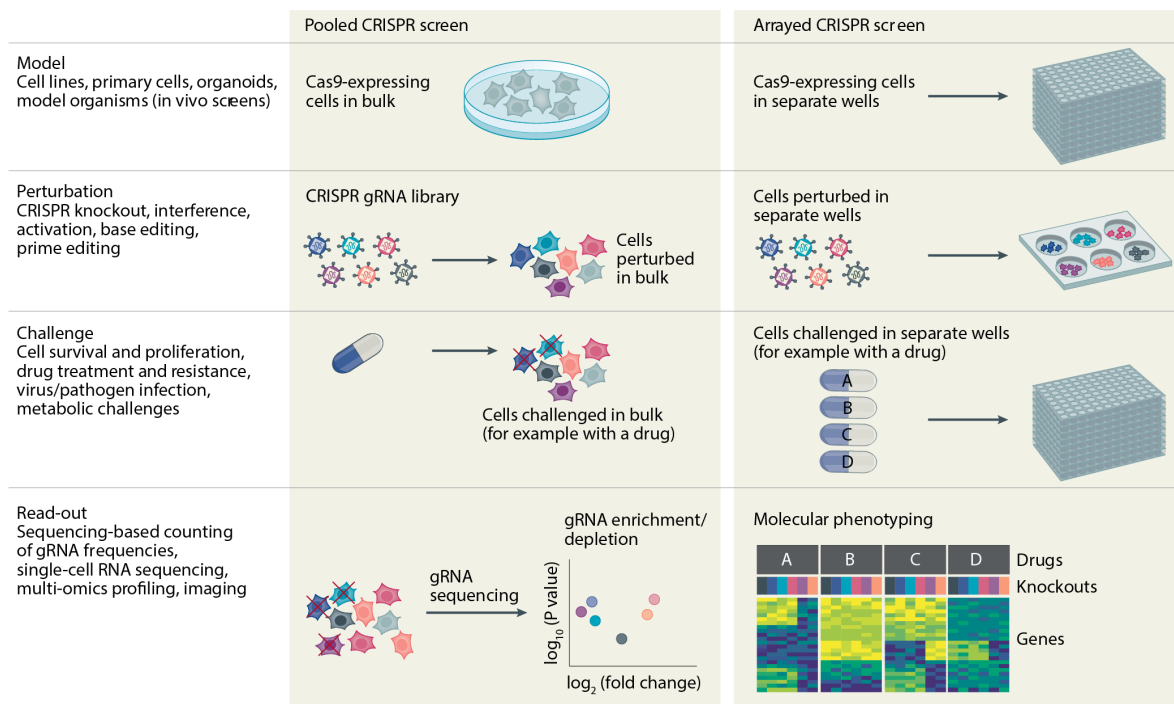 Pooled CRISPR screen
Arrayed CRISPR screen
Model
Cell lines, primary cells, organoids,
model organisms (in vivo screens)
Cas9-expressing
cells in bulk
Cas9-expressing cells
in separate wells
Perturbation
CRISPR knockout, interference,
activation, base editing,
prime editing
CRISPR gRNA library
Cells
perturbed
in bulk
Cells perturbed in
separate wells
Challenge
Cell survival and proliferation,
drug treatment and resistance,
virus/pathogen infection,
metabolic challenges
Cells challenged in bulk
(for example with a drug)
Cells challenged in separate wells
(for example with a drug)
A
B
C
D
Read-out
Sequencing-based counting
of gRNA frequencies,
single-cell RNA sequencing,
multi-omics profiling, imaging
gRNA
sequencing
gRNA enrichment/
depletion
log10 (P value)
log2 (fold change)
Molecular phenotyping
A B C D Drugs
Knockouts
Genes